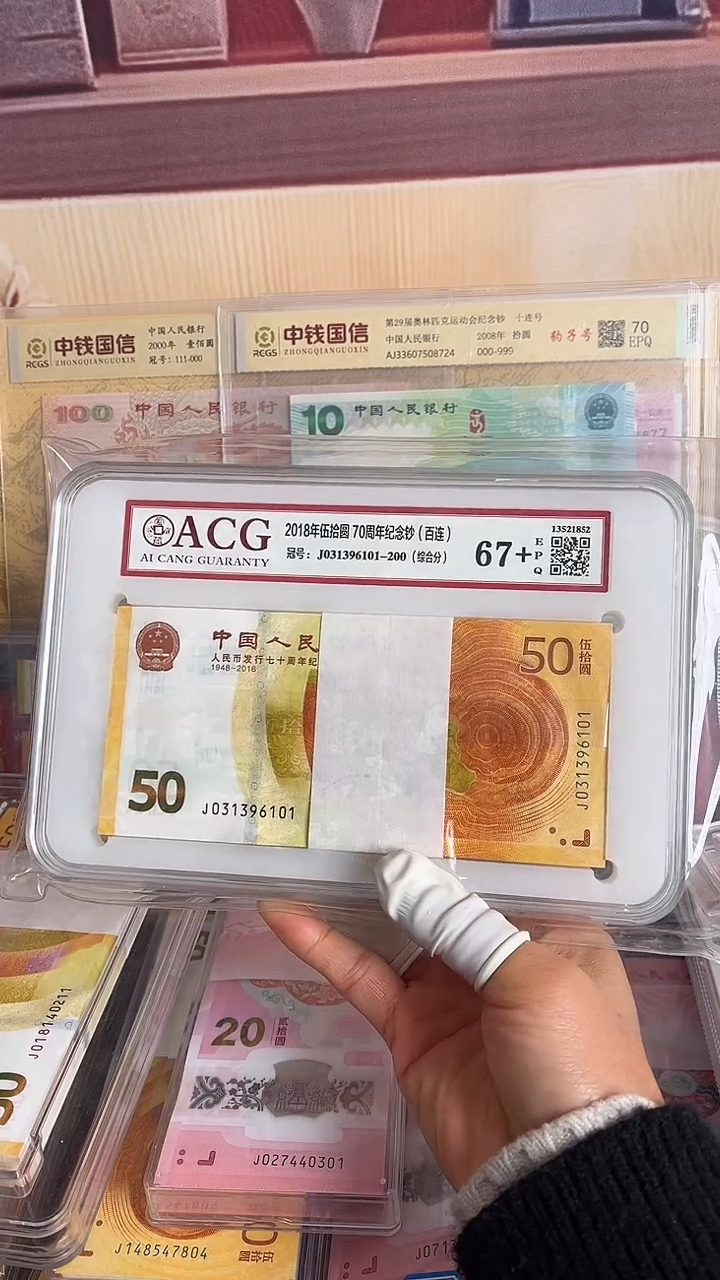 RCGS
中钱国信
ZHONGQIANGUOXIN
中国人民银行
2000年 壹佰圆
冠号：111-000
RCGS
中钱国信
ZHONGQIANGUOXIN
第29届奥林匹克运动会纪念钞 十连号
中国人民银行 2008年 拾圆
AJ33607508724 000-999
豹子号
70
EPQ
100
中国人民银行
10
中国人民银行
ACG
AI CANG GUARANTY
2018年伍拾圆 70周年纪念钞（百连）
冠号：J031396101-200（综合分）
67+
EPQ
13521852
中国人民
人民币发行七十周年纪
1948-2018
50
J031396101
50
伍拾圆
J031396101
J018140211
20
贰拾圆
J027440301
J148547804
伍拾圆
J071